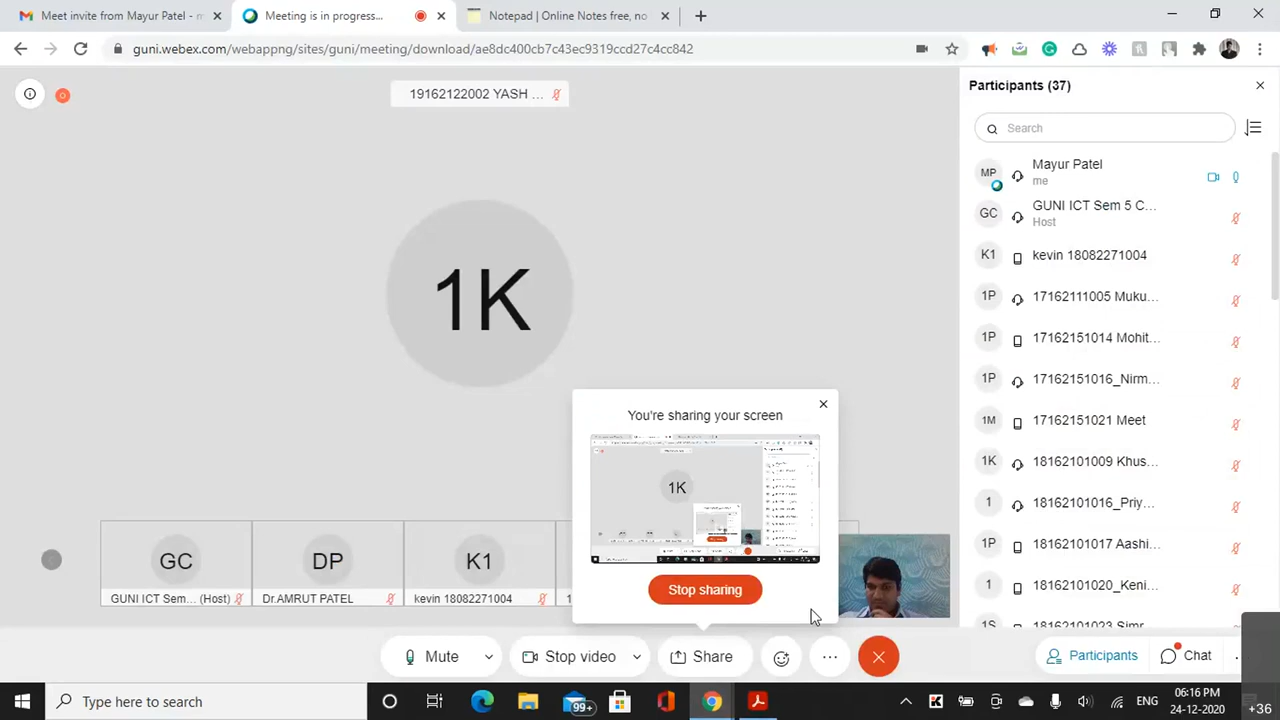 Meet invite from Mayur Patel - m
Meeting is in progress...
Notepad | Online Notes free, no
guni.webex.com/webappng/sites/guni/meeting/download/ae8dc400cb7c43ec9319ccd27c4cc842
19162122002 YASH ...
1K
Participants (37)
Search
MP
Mayur Patel
me
GC
GUNI ICT Sem 5 C...
Host
K1
kevin 18082271004
1P
17162111005 Muku...
1P
17162151014 Mohit...
1P
17162151016_Nirm...
1M
17162151021 Meet
1K
18162101009 Khus...
1
18162101016_Priy...
1P
18162101017 Aashi...
1
18162101020_Keni...
1S
18162101023 Simr...
You're sharing your screen
1K
Stop sharing
GC
GUNI ICT Sem... (Host)
DP
Dr.AMRUT PATEL
K1
kevin 18082271004
Mute
Stop video
Share
Participants
Chat
Type here to search
99+
ENG
06:16 PM
24-12-2020
+36